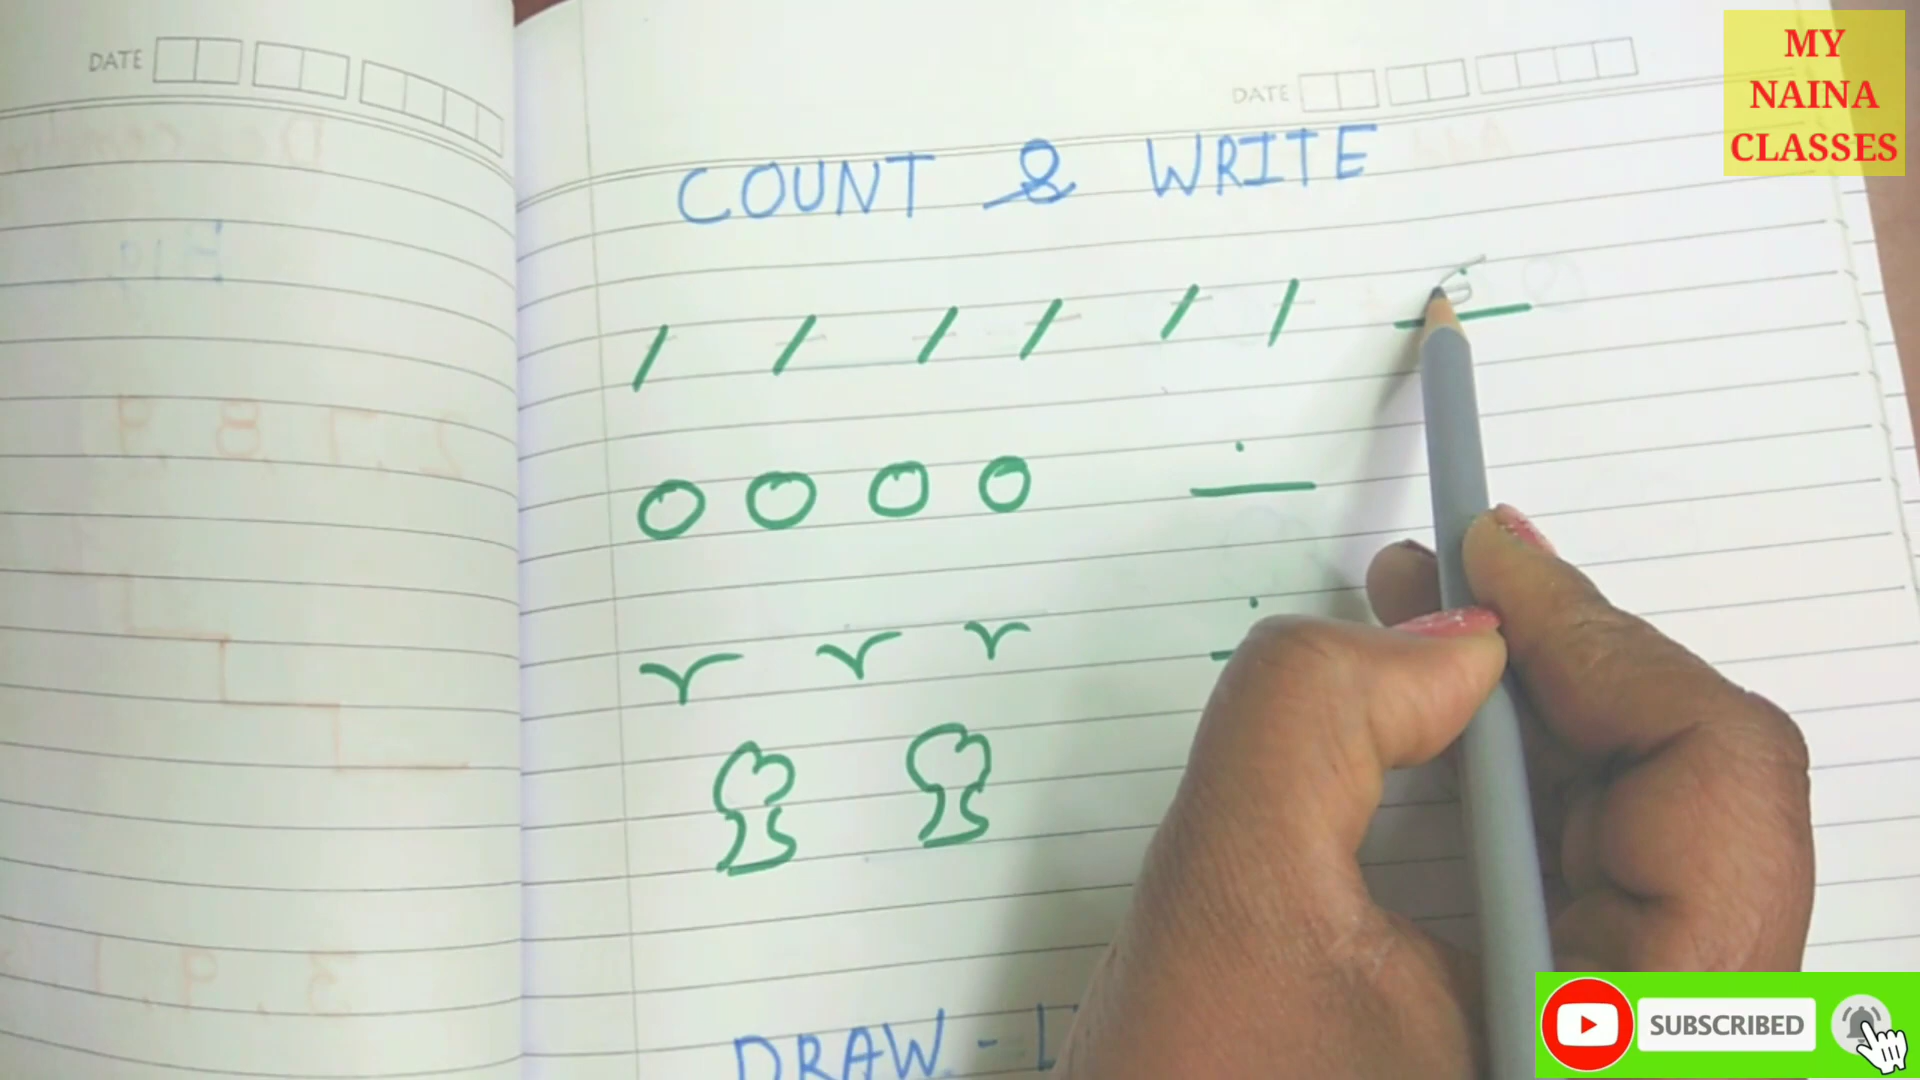 DATE
DATE
MY
NAINA
CLASSES
COUNT & WRITE
6
DRAW -
SUBSCRIBED